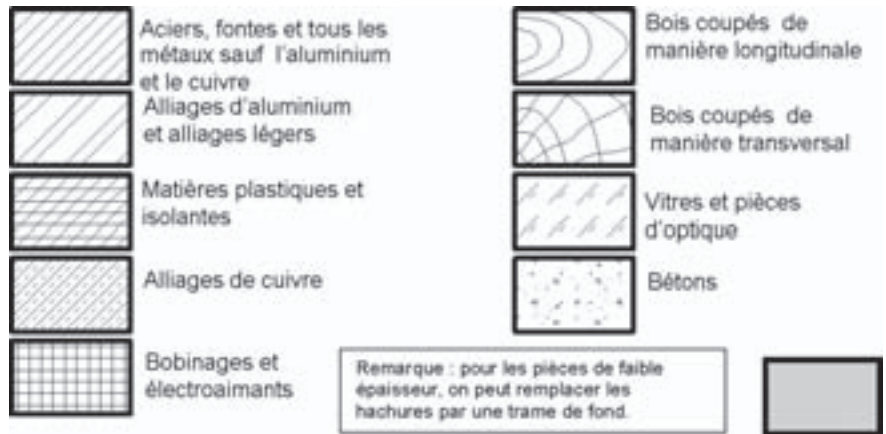 Aciers, fontes et tous les
métaux sauf l'aluminium
et le cuivre
Alliages d'aluminium
et alliages légers
Matières plastiques et
isolantes
Alliages de cuivre
Bobinages et
électroaimants
Bois coupés de
manière longitudinale
Bois coupés de
manière transversal
Vitres et pièces
d'optique
Bétons
Remarque : pour les pièces de faible
épaisseur, on peut remplacer les
hachures par une trame de fond.